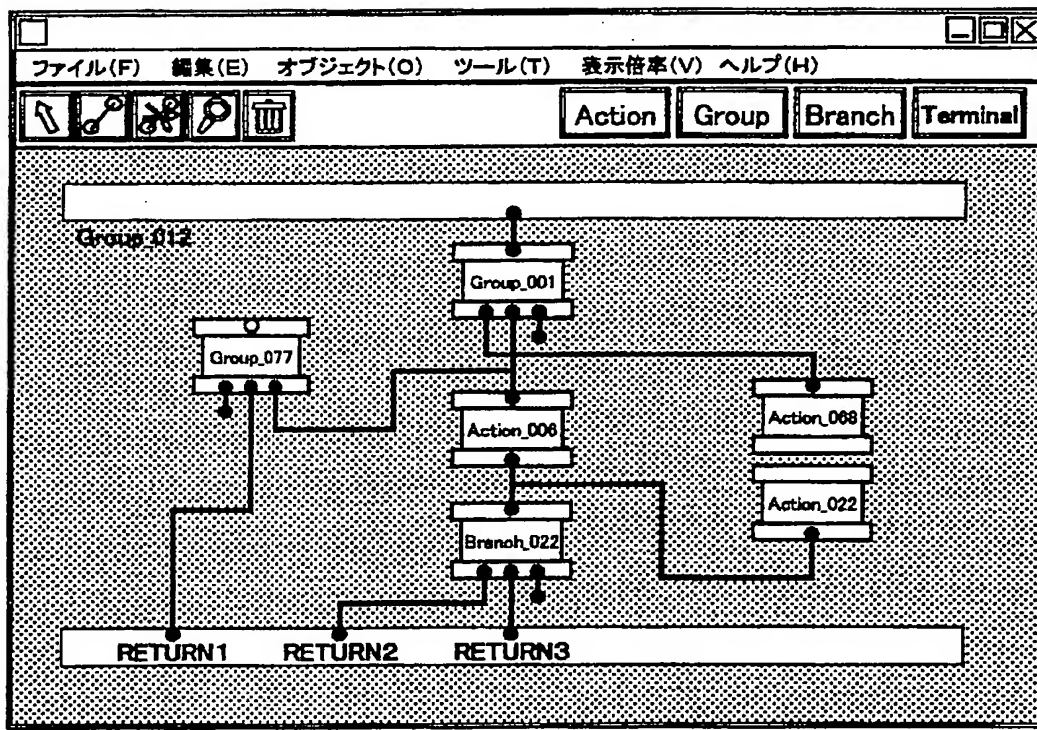 ファイル(F) 編集(E) オブジェクト(O) ツール(T) 表示倍率(V) ヘルプ(H)
Action Group Branch Terminal
Group_012
Group_001
Group_077
Action_006
Action_068
Action_022
Branch_022
RETURN1 RETURN2 RETURN3